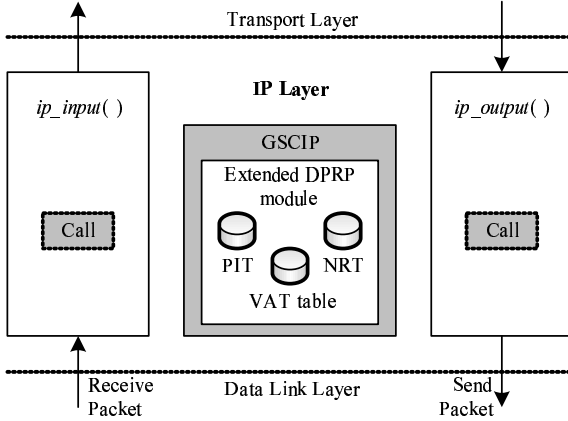 Transport Layer
IP Layer
ip_input( )
ip_output( )
GSCIP
Extended DPRP
module
Call
Call
PIT
NRT
VAT table
Receive
Packet
Data Link Layer
Send
Packet